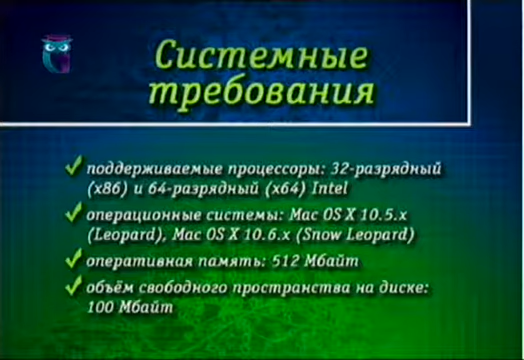 Системные
требования
поддерживаемые процессоры: 32-разрядный
(x86) и 64-разрядный (x64) Intel
операционные системы: Mac OS X 10.5.x
(Leopard), Mac OS X 10.6.x (Snow Leopard)
оперативная память: 512 Мбайт
объём свободного пространства на диске:
100 Мбайт